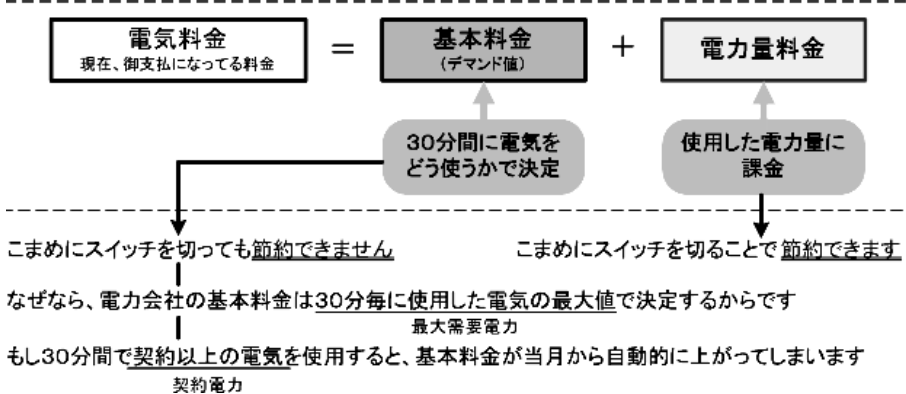 電気料金
現在、御支払になってる料金
=
基本料金
(デマンド値)
+
電力量料金
30分間に電気を
どう使うかで決定
使用した電力量に
課金
こまめにスイッチを切っても節約できません
こまめにスイッチを切ることで節約できます
なぜなら、電力会社の基本料金は30分毎に使用した電気の最大値で決定するからです
最大需要電力
もし30分間で契約以上の電気を使用すると、基本料金が当月から自動的に上がってしまいます
契約電力